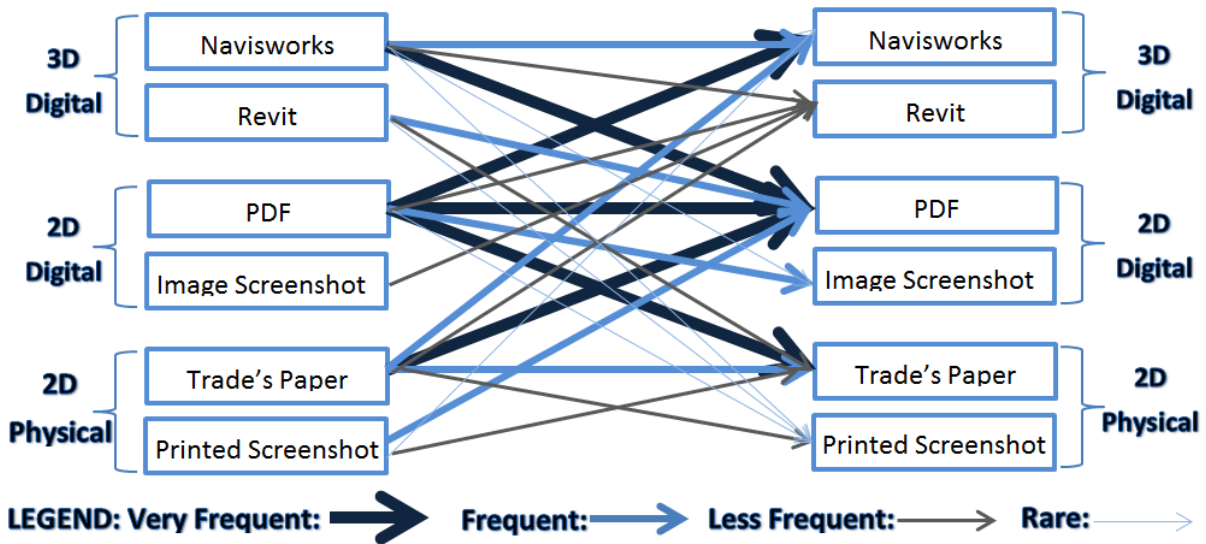 Navisworks
Navisworks
3D
Digital
3D
Digital
Revit
Revit
PDF
PDF
2D
Digital
2D
Digital
Image Screenshot
Image Screenshot
Trade's Paper
Trade's Paper
2D
Physical
2D
Physical
Printed Screenshot
Printed Screenshot
LEGEND: Very Frequent: Frequent: Less Frequent: Rare: